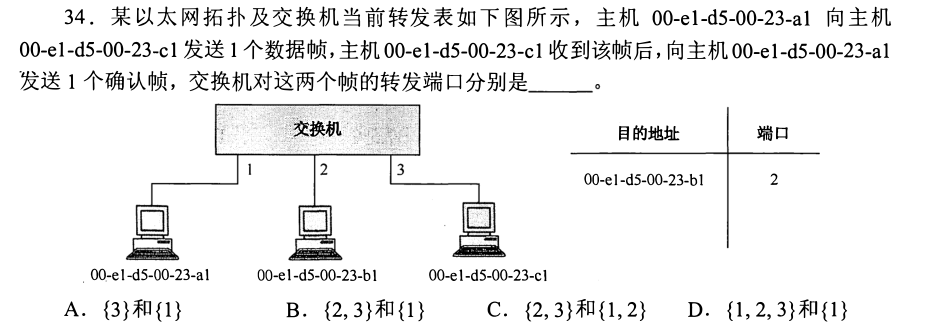 34．某以太网拓扑及交换机当前转发表如下图所示，主机 00-e1-d5-00-23-a1 向主机
00-e1-d5-00-23-c1 发送 1 个数据帧，主机 00-e1-d5-00-23-c1 收到该帧后，向主机 00-e1-d5-00-23-a1
发送 1 个确认帧，交换机对这两个帧的转发端口分别是______。
交换机
1 2 3
00-e1-d5-00-23-a1 00-e1-d5-00-23-b1 00-e1-d5-00-23-c1
目的地址 端口
00-e1-d5-00-23-b1 2
A．{3}和{1} B．{2, 3}和{1} C．{2, 3}和{1, 2} D．{1, 2, 3}和{1}